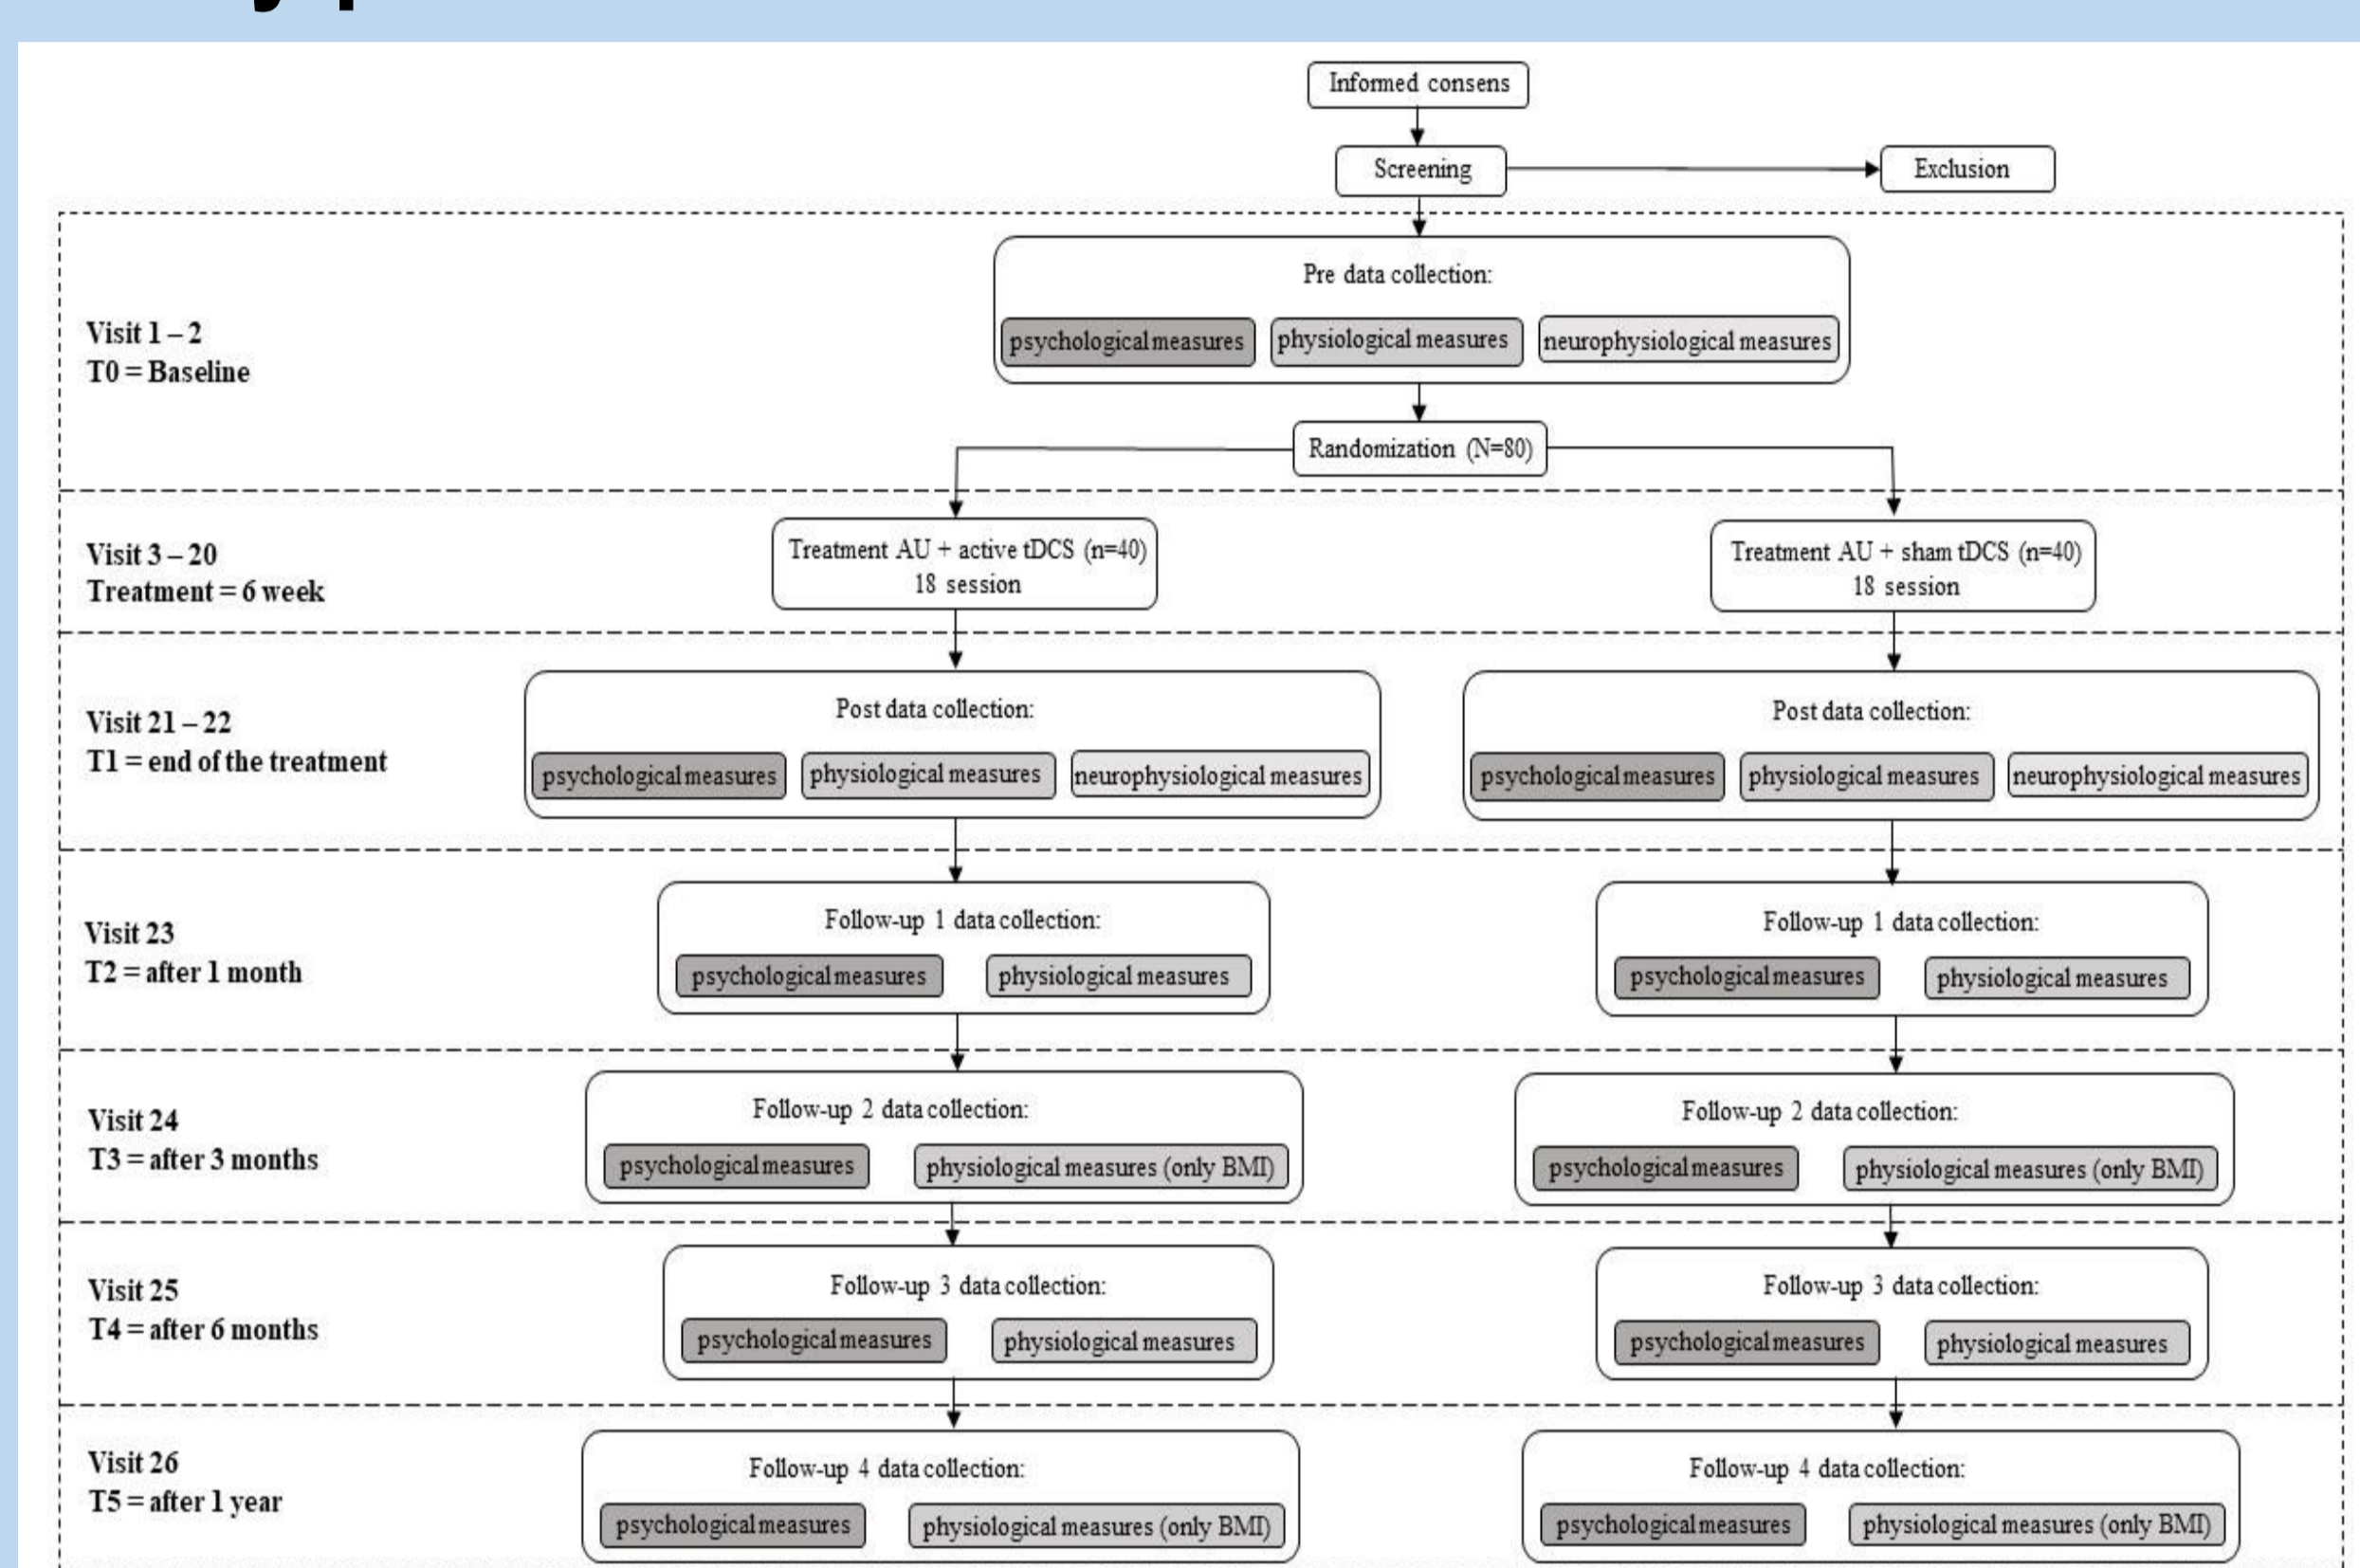 Informed consens
Screening
Exclusion
Visit 1 – 2
T0 = Baseline
Pre data collection:
psychological measures
physiological measures
neurophysiological measures
Randomization (N=80)
Visit 3 – 20
Treatment = 6 week
Treatment AU + active tDCS (n=40)
18 session
Treatment AU + sham tDCS (n=40)
18 session
Visit 21 – 22
T1 = end of the treatment
Post data collection:
psychological measures
physiological measures
neurophysiological measures
Post data collection:
psychological measures
physiological measures
neurophysiological measures
Visit 23
T2 = after 1 month
Follow-up 1 data collection:
psychological measures
physiological measures
Follow-up 1 data collection:
psychological measures
physiological measures
Visit 24
T3 = after 3 months
Follow-up 2 data collection:
psychological measures
physiological measures (only BMI)
Follow-up 2 data collection:
psychological measures
physiological measures (only BMI)
Visit 25
T4 = after 6 months
Follow-up 3 data collection:
psychological measures
physiological measures
Follow-up 3 data collection:
psychological measures
physiological measures
Visit 26
T5 = after 1 year
Follow-up 4 data collection:
psychological measures
physiological measures (only BMI)
Follow-up 4 data collection:
psychological measures
physiological measures (only BMI)